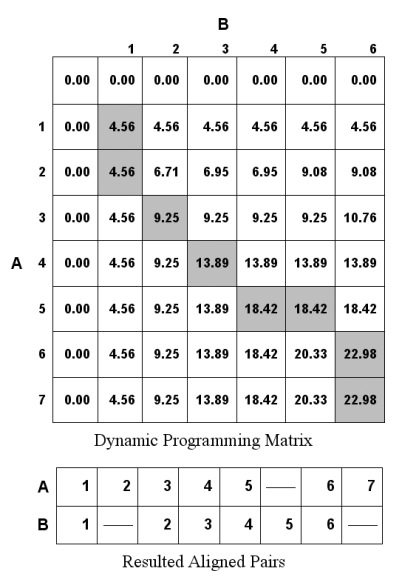 B
1 2 3 4 5 6
0.00 0.00 0.00 0.00 0.00 0.00 0.00
1 0.00 4.56 4.56 4.56 4.56 4.56 4.56
2 0.00 4.56 6.71 6.95 6.95 9.08 9.08
3 0.00 4.56 9.25 9.25 9.25 9.25 10.76
A 4 0.00 4.56 9.25 13.89 13.89 13.89 13.89
5 0.00 4.56 9.25 13.89 18.42 18.42 18.42
6 0.00 4.56 9.25 13.89 18.42 20.33 22.98
7 0.00 4.56 9.25 13.89 18.42 20.33 22.98
Dynamic Programming Matrix
A 1 2 3 4 5 — 6 7
B 1 — 2 3 4 5 6 —
Resulted Aligned Pairs